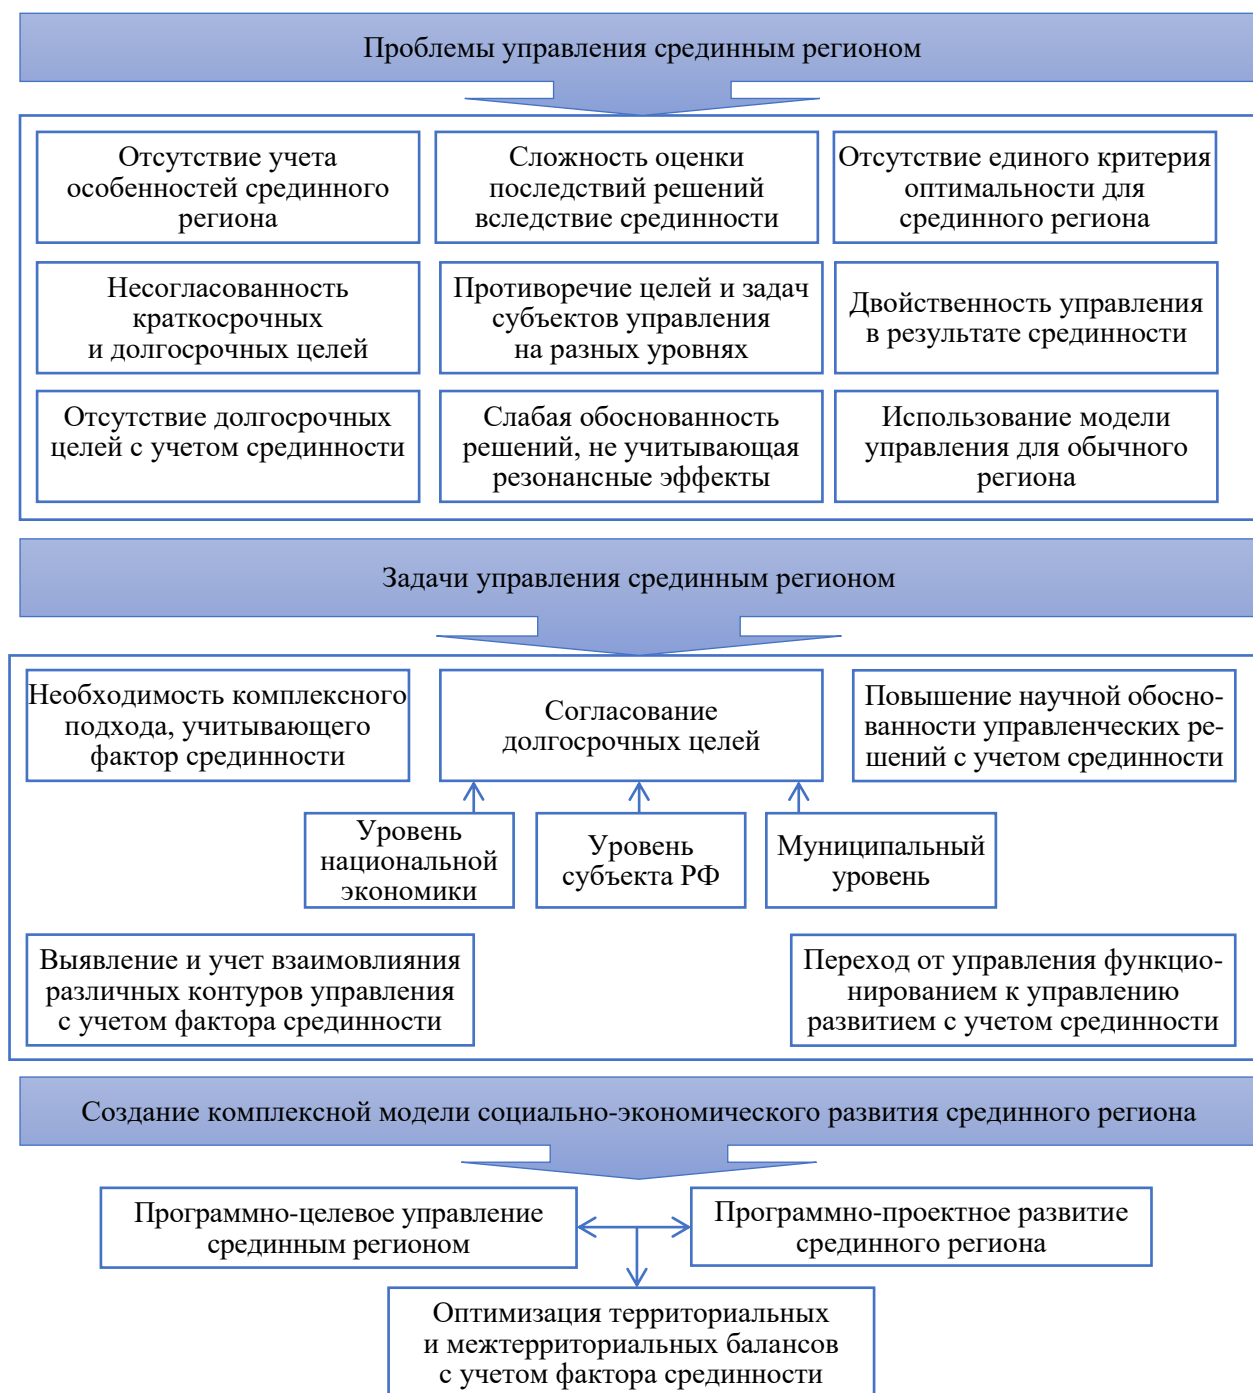 Проблемы управления срединным регионом
Отсутствие учета
особенностей срединного
региона
Сложность оценки
последствий решений
вследствие срединности
Отсутствие единого критерия
оптимальности для
срединного региона
Несогласованность
краткосрочных
и долгосрочных целей
Противоречие целей и задач
субъектов управления
на разных уровнях
Двойственность управления
в результате срединности
Отсутствие долгосрочных
целей с учетом срединности
Слабая обоснованность
решений, не учитывающая
резонансные эффекты
Использование модели
управления для обычного
региона
Задачи управления срединным регионом
Необходимость комплексного
подхода, учитывающего
фактор срединности
Согласование
долгосрочных целей
Повышение научной обосно-
ванности управленческих ре-
шений с учетом срединности
Уровень
национальной
экономики
Уровень
субъекта РФ
Муниципальный
уровень
Выявление и учет взаимовлияния
различных контуров управления
с учетом фактора срединности
Переход от управления функцио-
нированием к управлению
развитием с учетом срединности
Создание комплексной модели социально-экономического развития срединного региона
Программно-целевое управление
срединным регионом
Программно-проектное развитие
срединного региона
Оптимизация территориальных
и межтерриториальных балансов
с учетом фактора срединности